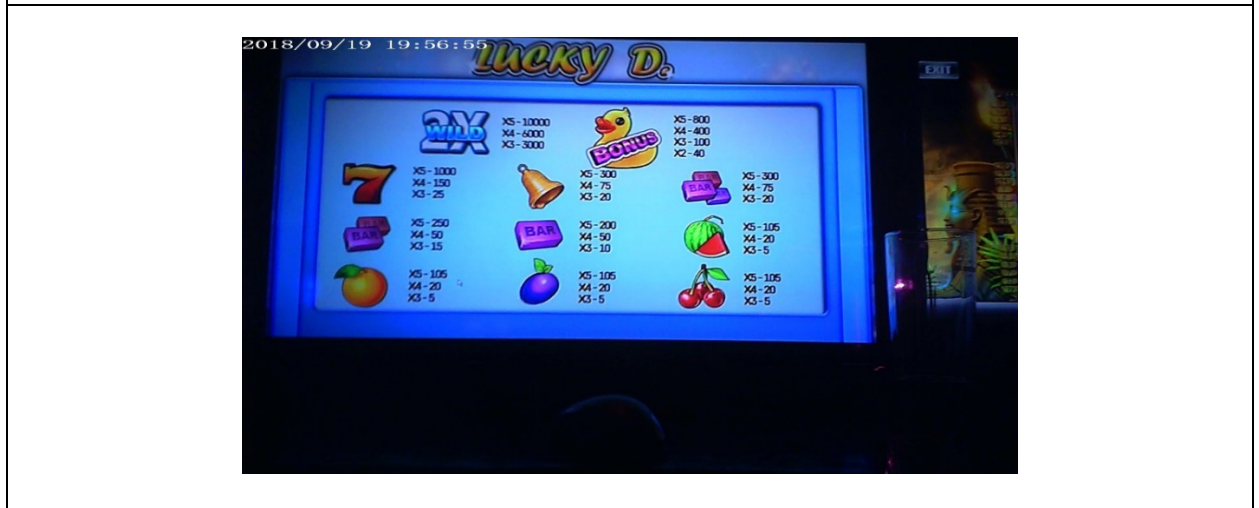 2018/09/19 19:56:55
LUCKY D.
EXIT
2X
WILD
X5-10000
X4-6000
X3-3000
BONUS
X5-800
X4-400
X3-100
X2-40
X5-1000
X4-150
X3-25
X5-300
X4-75
X3-20
BAR
BAR
X5-300
X4-75
X3-20
BAR
BAR
X5-250
X4-50
X3-15
BAR
X5-200
X4-50
X3-10
X5-105
X4-20
X3-5
X5-105
X4-20
X3-5
X5-105
X4-20
X3-5
X5-105
X4-20
X3-5